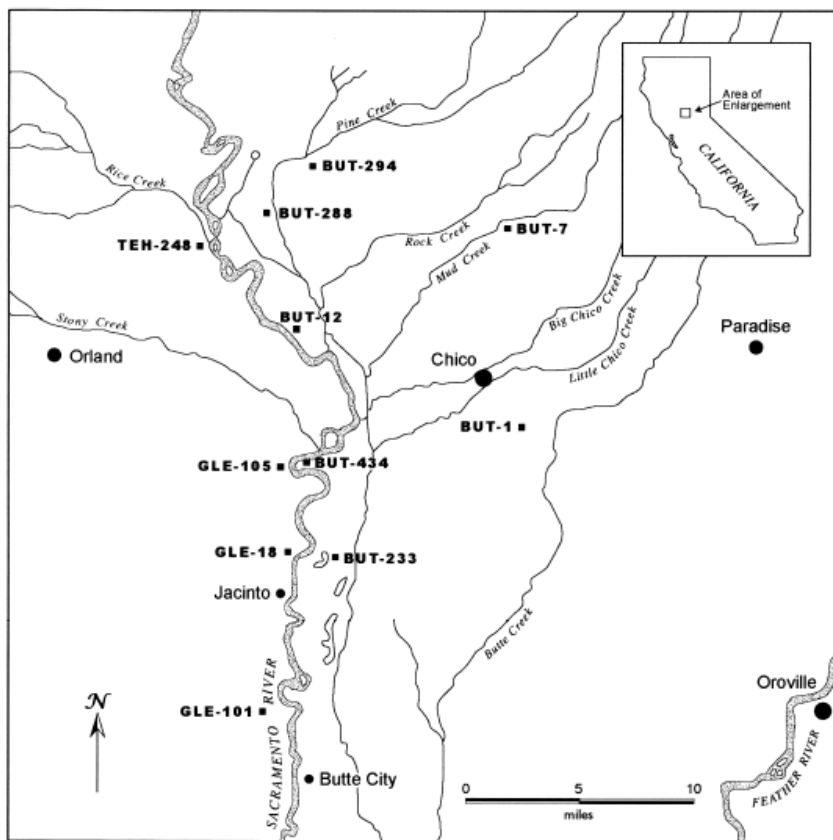 Area of
Enlargement
CALIFORNIA
Pine Creek
BUT-294
Rice Creek
BUT-288
BUT-7
Rock Creek
TEH-248
Mud Creek
Big Chico Creek
Stony Creek
BUT-12
Paradise
Orland
Chico
Little Chico Creek
BUT-1
BUT-434
GLE-105
GLE-18
BUT-233
Jacinto
Butte Creek
Oroville
N
GLE-101
SACRAMENTO RIVER
Butte City
FEATHER RIVER
0 5 10
miles